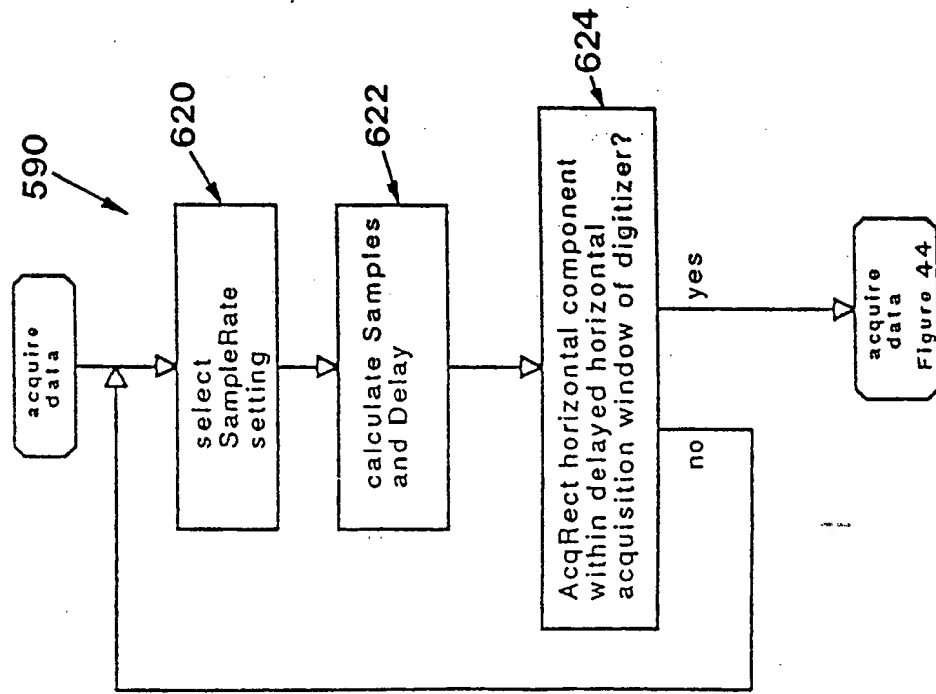 590
acquire
data
620
select
SampleRate
setting
622
calculate Samples
and Delay
624
AcqRect horizontal component
within delayed horizontal
acquisition window of digitizer?
no
yes
acquire
data
Figure 44